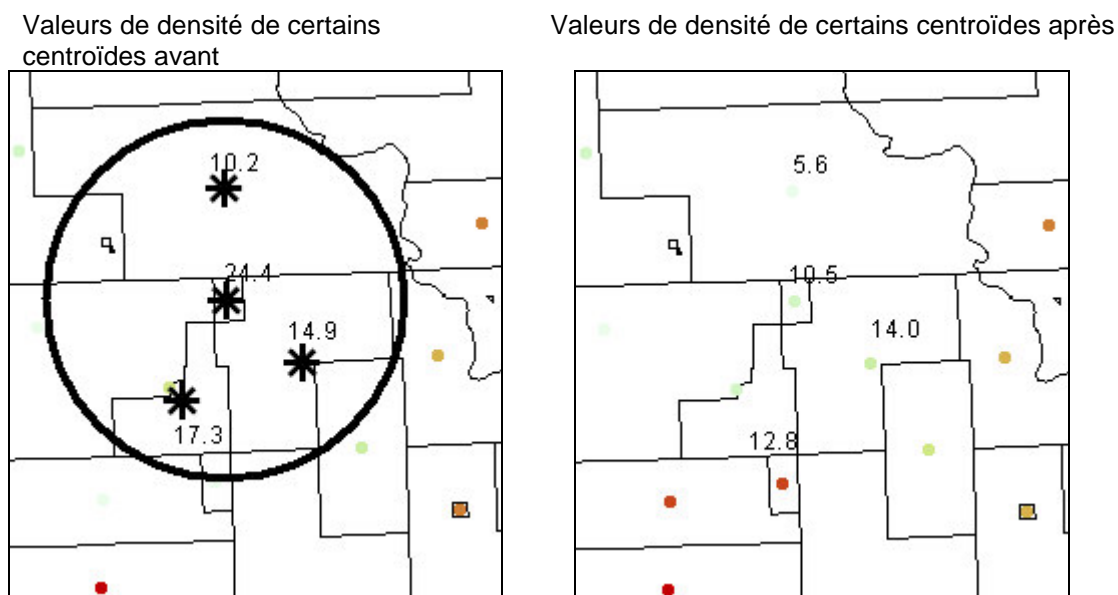 Valeurs de densité de certains
centroïdes avant
Valeurs de densité de certains centroïdes après
10.2
24.4
14.9
17.3
5.6
10.5
14.0
12.8